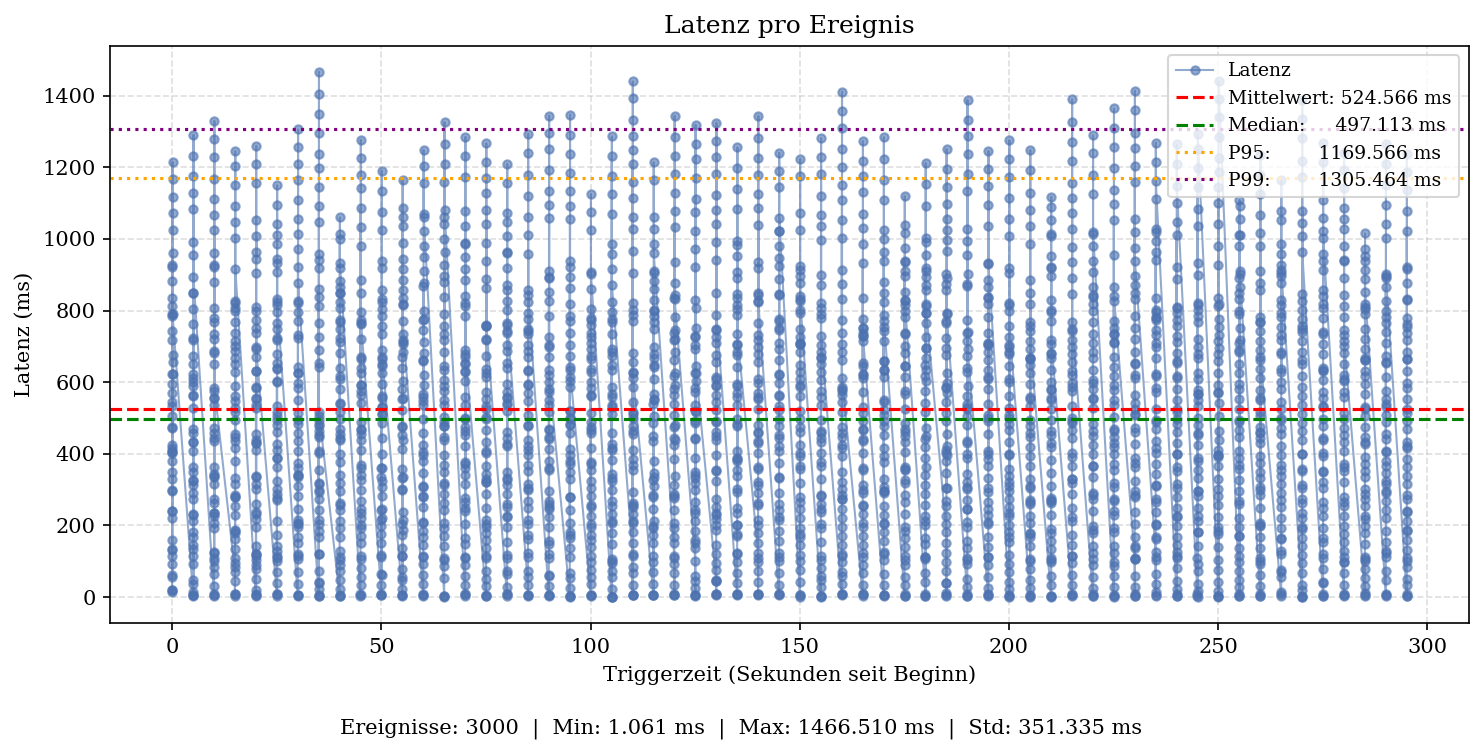 Latenz pro Ereignis
Latenz
Mittelwert: 524.566 ms
Median: 497.113 ms
P95: 1169.566 ms
P99: 1305.464 ms
Latenz (ms)
1400
1200
1000
800
600
400
200
0
0 50 100 150 200 250 300
Triggerzeit (Sekunden seit Beginn)
Ereignisse: 3000 | Min: 1.061 ms | Max: 1466.510 ms | Std: 351.335 ms